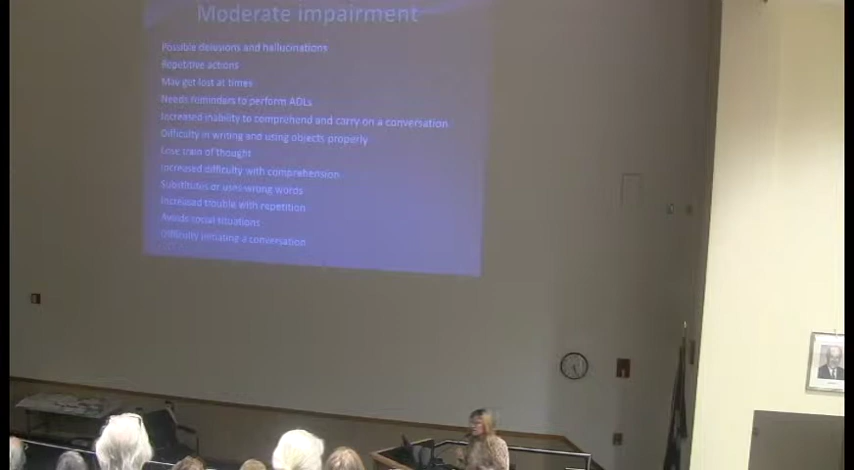 Moderate impairment
Possible delusions and hallucinations
Repetitive actions
May get lost at times
Needs reminders to perform ADLs
Increased inability to comprehend and carry on a conversation
Difficulty in writing and using objects properly
Lose train of thought
Increased difficulty with comprehension
Substitutes or uses wrong words
Increased trouble with repetition
Avoids social situations
Difficulty initiating a conversation